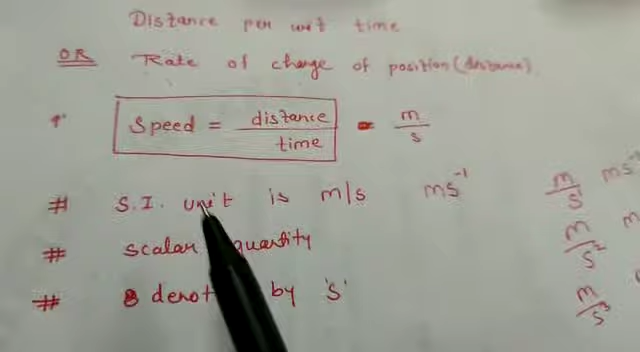 Distance per unit time
OR Rate of change of position (distance)
Speed = distance / time = m / s
# S.I. unit is m/s ms⁻¹ m / s ms⁻¹
# scalar quantity m / s² m
# denot by 's' m / s³